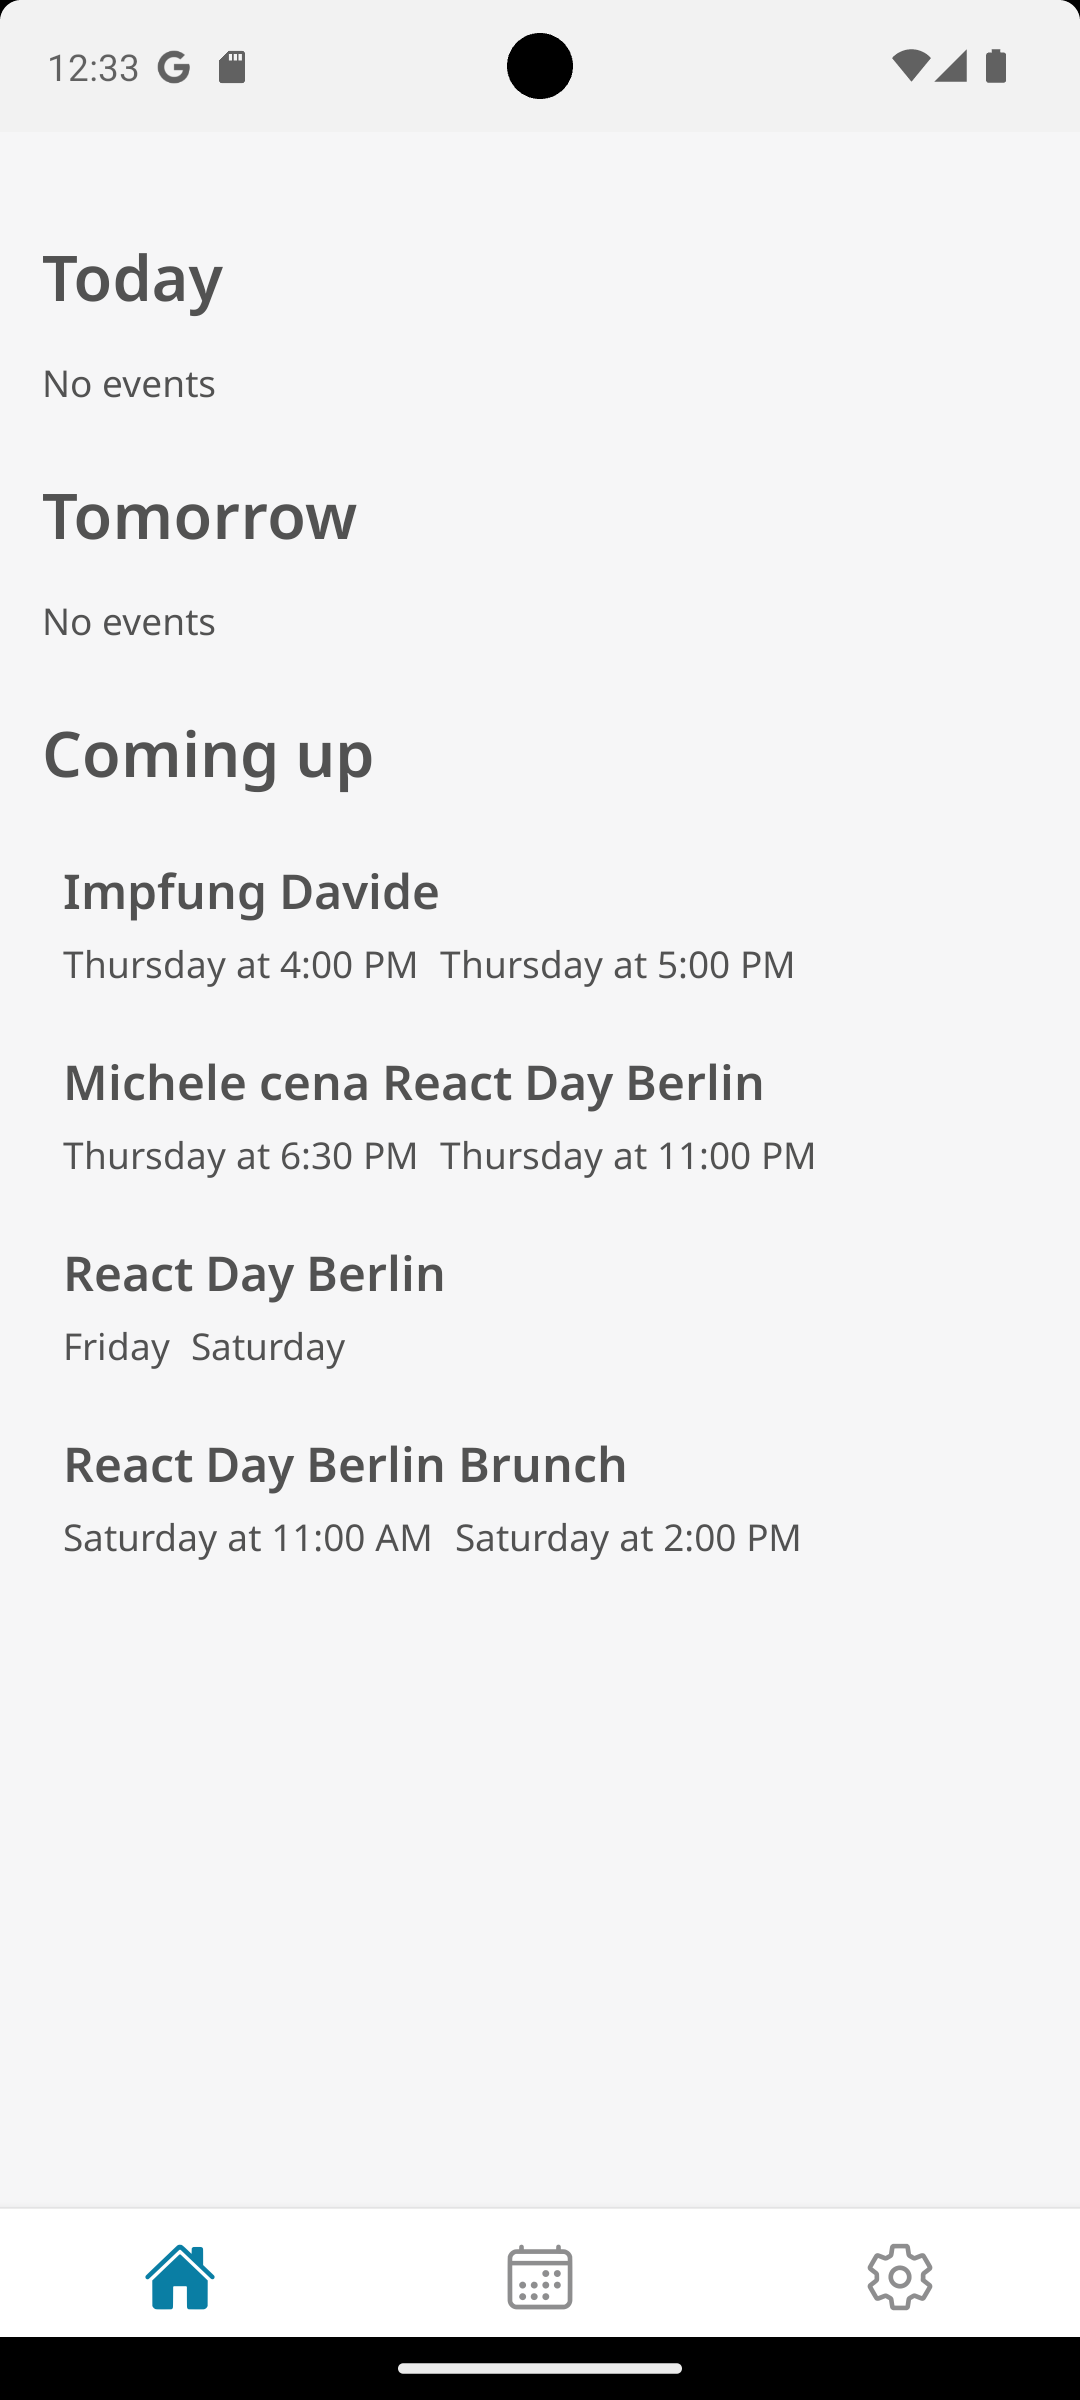 12:33
Today
No events
Tomorrow
No events
Coming up
Impfung Davide
Thursday at 4:00 PM Thursday at 5:00 PM
Michele cena React Day Berlin
Thursday at 6:30 PM Thursday at 11:00 PM
React Day Berlin
Friday Saturday
React Day Berlin Brunch
Saturday at 11:00 AM Saturday at 2:00 PM